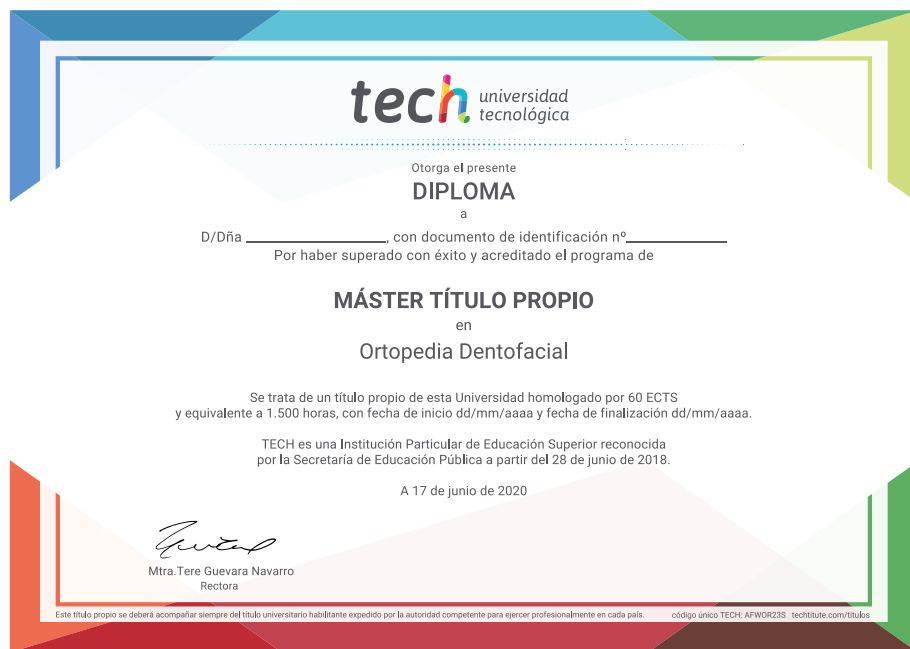 tech universidad
tecnológica
Otorga el presente
DIPLOMA
a
D/Dña ____________________, con documento de identificación nº______________
Por haber superado con éxito y acreditado el programa de
MÁSTER TÍTULO PROPIO
en
Ortopedia Dentofacial
Se trata de un título propio de esta Universidad homologado por 60 ECTS
y equivalente a 1.500 horas, con fecha de inicio dd/mm/aaaa y fecha de finalización dd/mm/aaaa.
TECH es una Institución Particular de Educación Superior reconocida
por la Secretaría de Educación Pública a partir del 28 de junio de 2018.
A 17 de junio de 2020
Mtra.Tere Guevara Navarro
Rectora
Este título propio se deberá acompañar siempre del título universitario habilitante expedido por la autoridad competente para ejercer profesionalmente en cada país. código único TECH: AFWOR23S techtitute.com/titulos